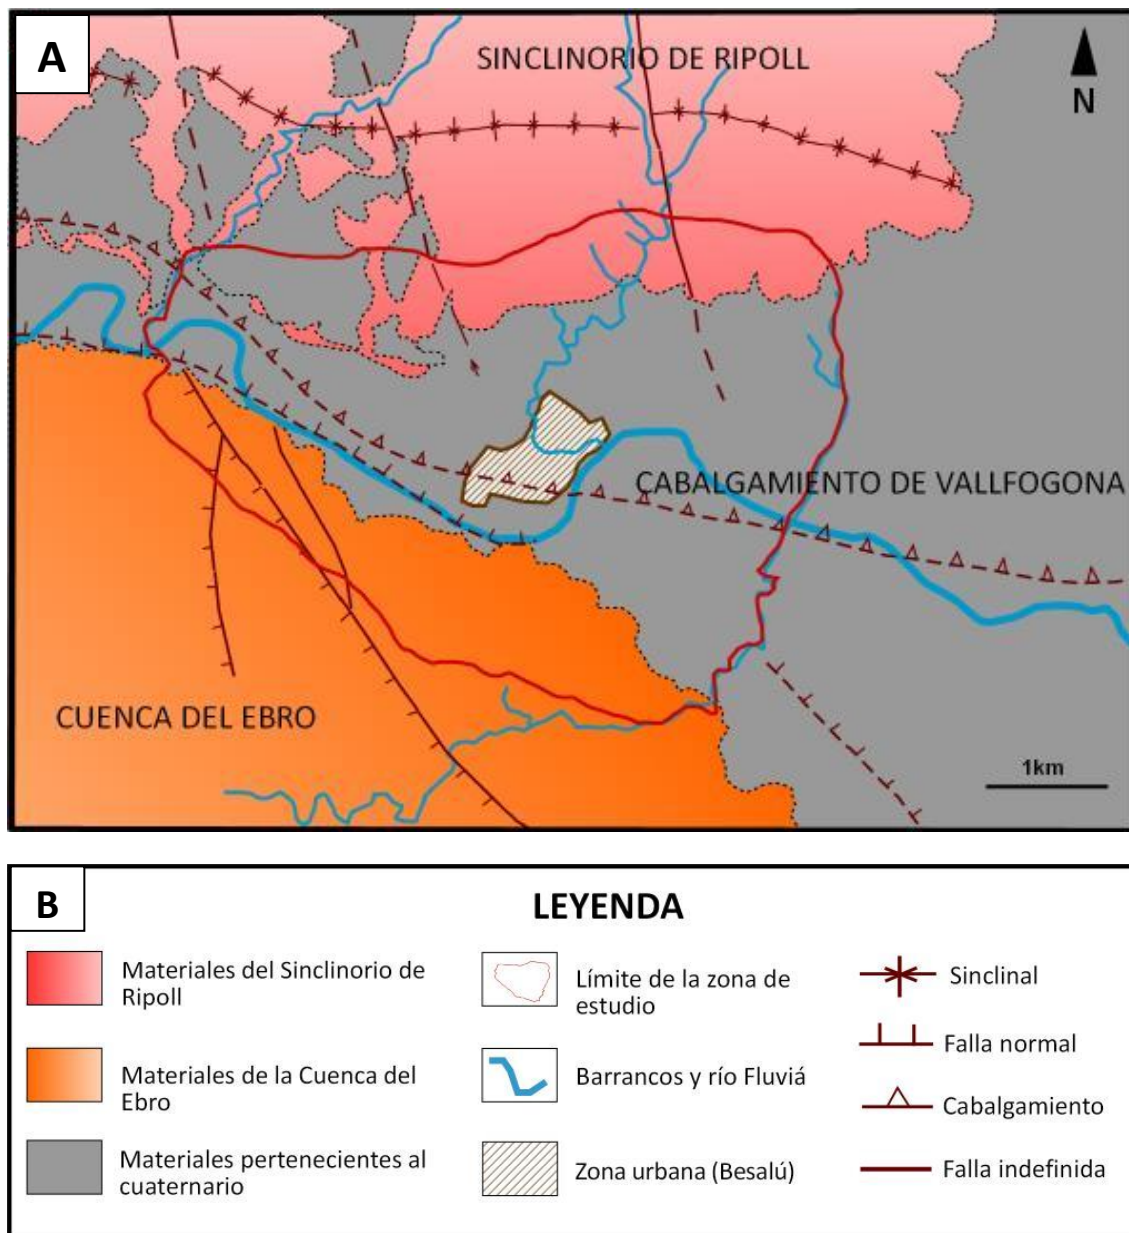 A
SINCLINORIO DE RIPOLL
N
CABALGAMIENTO DE VALLFOGONA
CUENCA DEL EBRO
1km
B
LEYENDA
Materiales del Sinclinorio de
Ripoll
Materiales de la Cuenca del
Ebro
Materiales pertenecientes al
cuaternario
Límite de la zona de
estudio
Barrancos y río Fluviá
Zona urbana (Besalú)
Sinclinal
Falla normal
Cabalgamiento
Falla indefinida